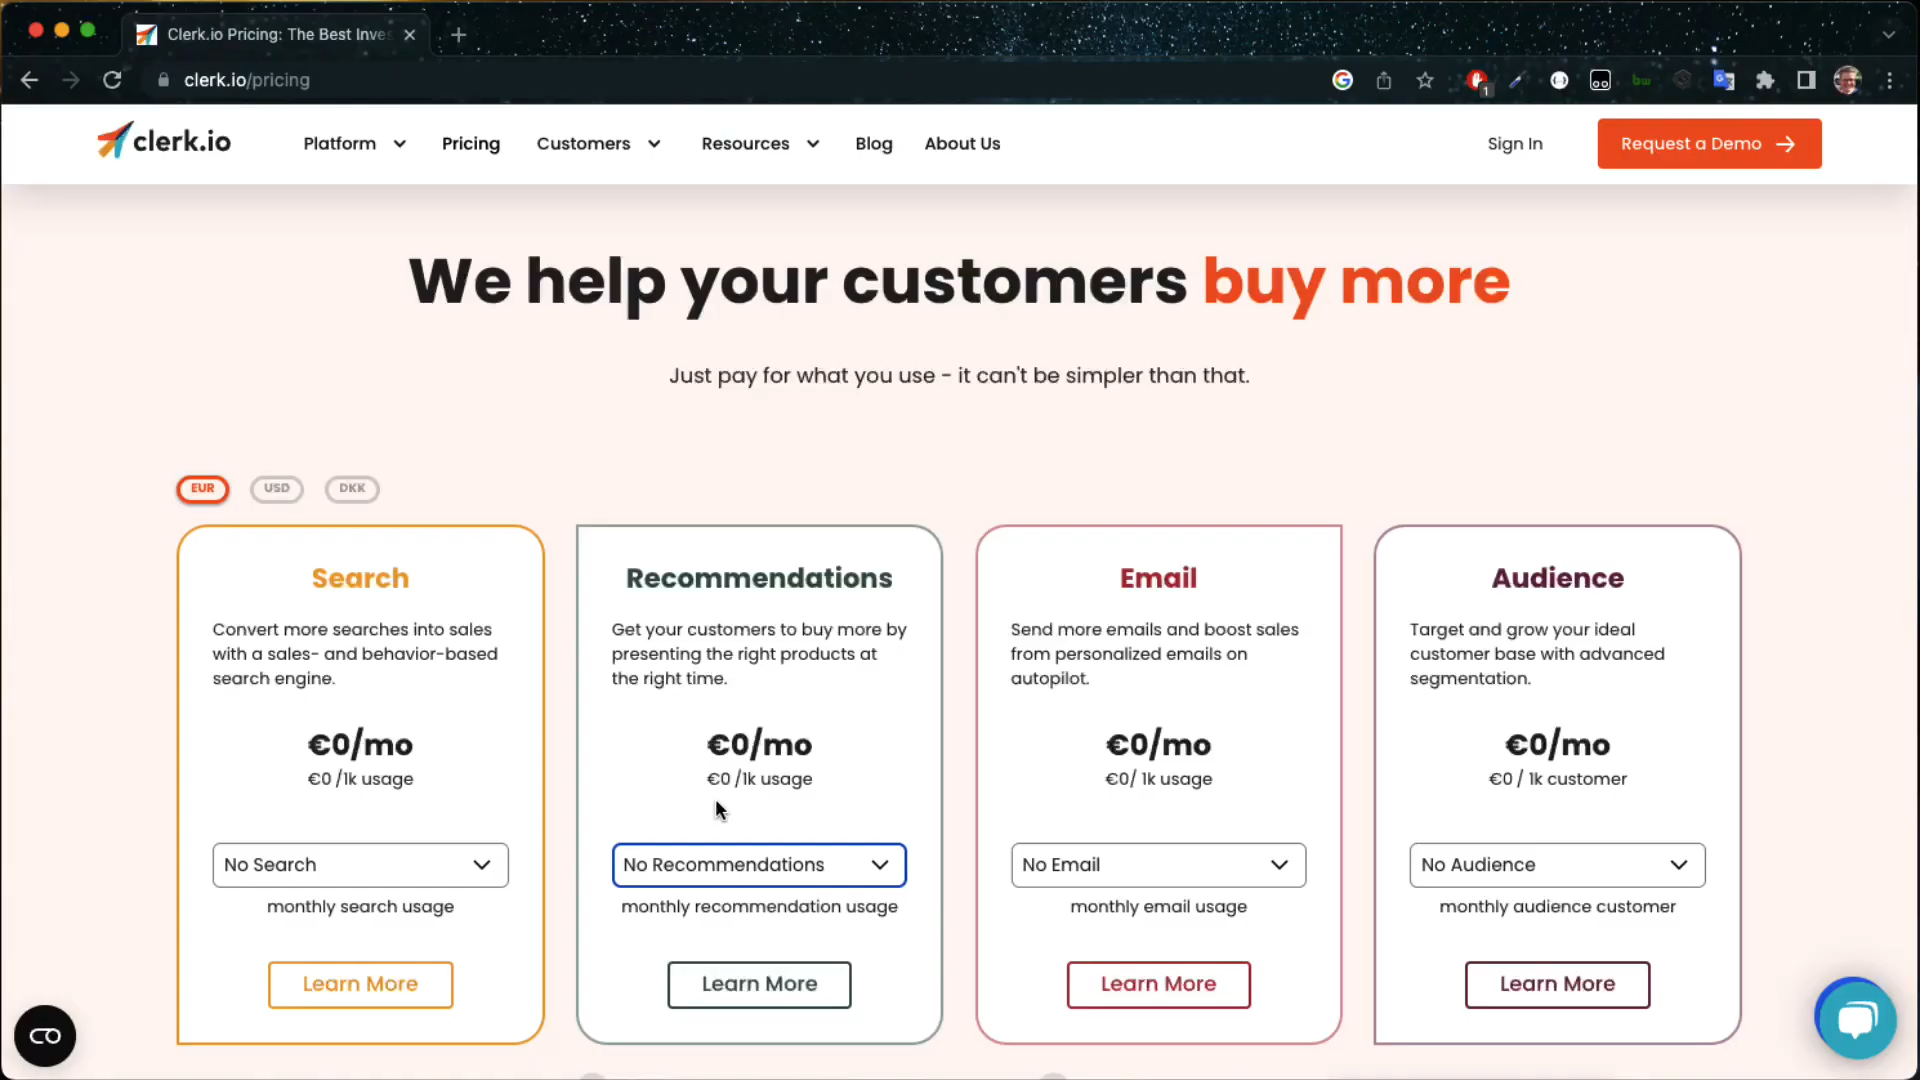 Clerk.io Pricing: The Best Inves
clerk.io/pricing
1
clerk.io
Platform
Pricing
Customers
Resources
Blog
About Us
Sign In
Request a Demo
We help your customers buy more
Just pay for what you use - it can't be simpler than that.
EUR
USD
DKK
Search
Convert more searches into sales
with a sales- and behavior-based
search engine.
€0/mo
€0 /1k usage
No Search
monthly search usage
Learn More
Recommendations
Get your customers to buy more by
presenting the right products at
the right time.
€0/mo
€0 /1k usage
No Recommendations
monthly recommendation usage
Learn More
Email
Send more emails and boost sales
from personalized emails on
autopilot.
€0/mo
€0/ 1k usage
No Email
monthly email usage
Learn More
Audience
Target and grow your ideal
customer base with advanced
segmentation.
€0/mo
€0 / 1k customer
No Audience
monthly audience customer
Learn More